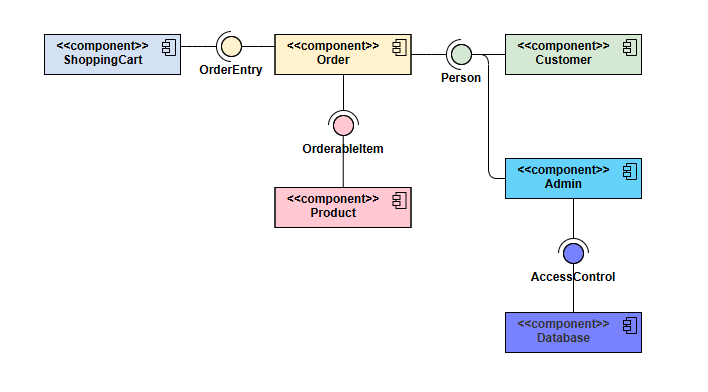 <<component>>
ShoppingCart
OrderEntry
<<component>>
Order
Person
<<component>>
Customer
OrderableItem
<<component>>
Product
<<component>>
Admin
AccessControl
<<component>>
Database